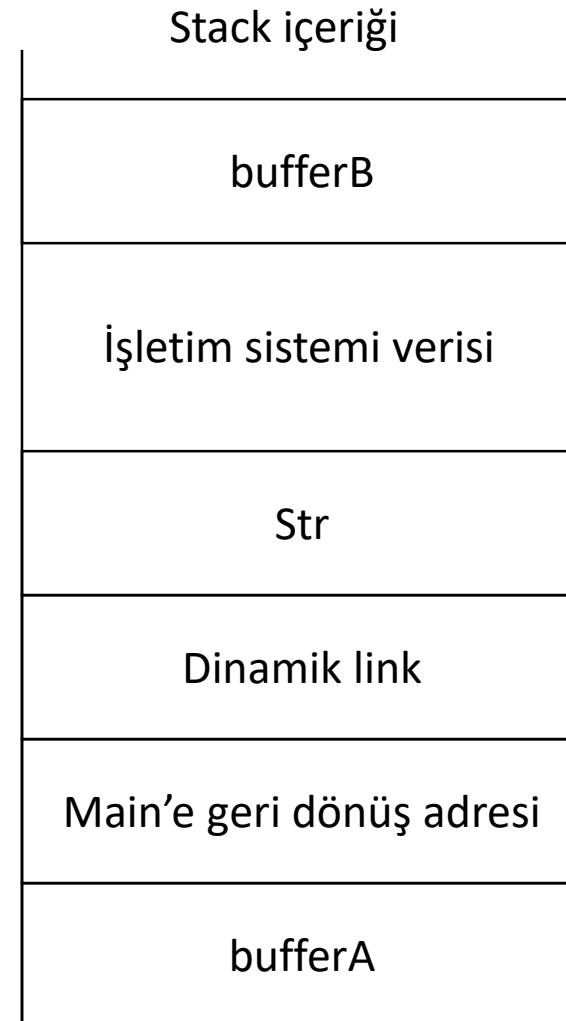 Stack içeriği
bufferB
İşletim sistemi verisi
Str
Dinamik link
Main’e geri dönüş adresi
bufferA